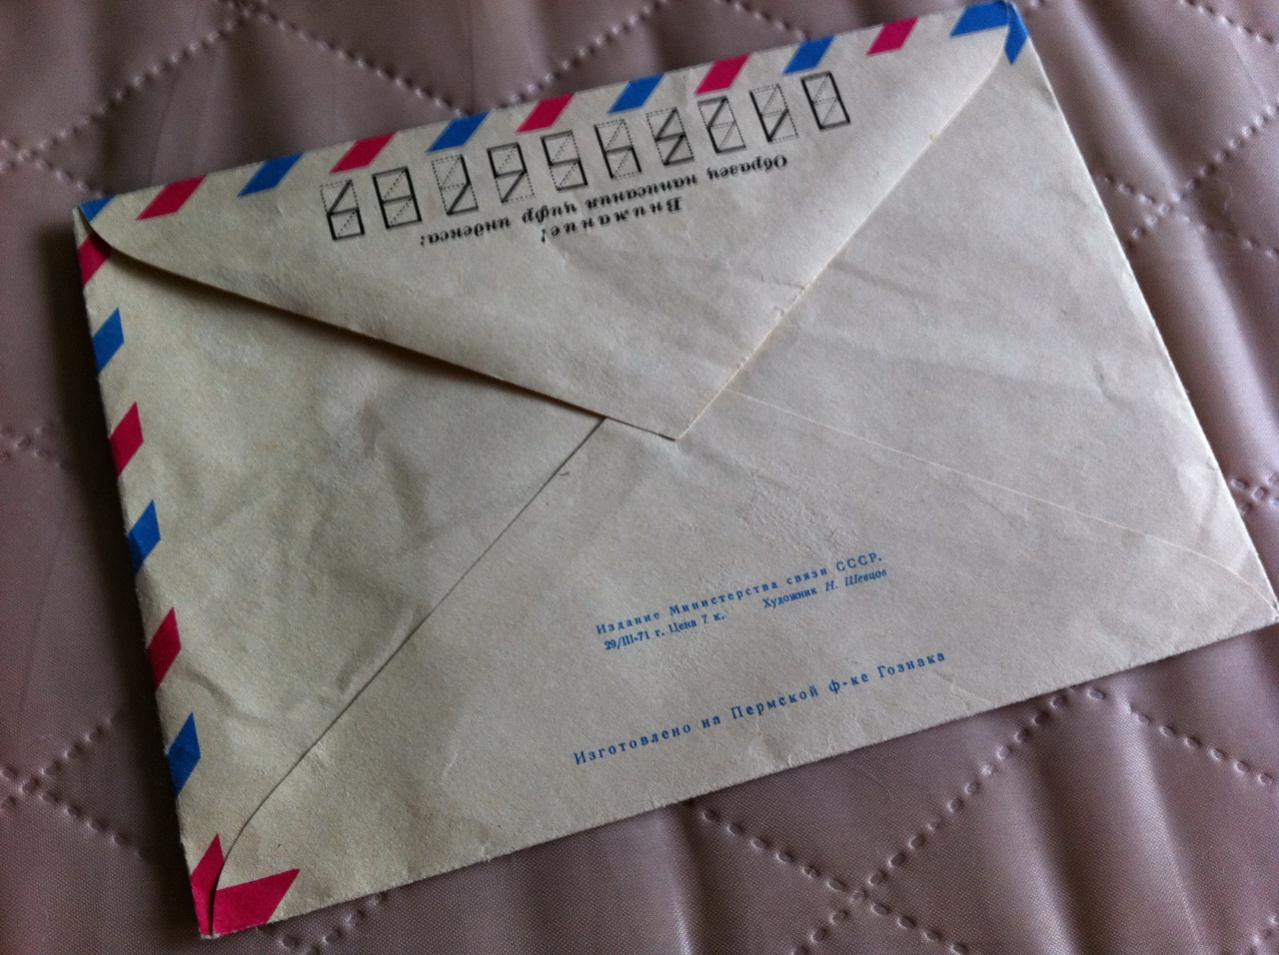 Внимание!
Образец написания цифр индекса:
0123456789
Издание Министерства связи СССР.
29/III-71 г. Цена 7 к. Художник Н. Шевцов
Изготовлено на Пермской ф-ке Гознака